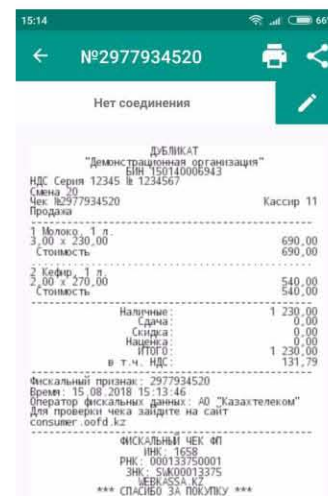 15:14
66
№2977934520
Нет соединения
ДУБЛИКАТ
"Демонстрационная организация"
БИН 150140006943
НДС Серия 12345 № 1234567
Смена 20
Чек №2977934520 Кассир 11
Продажа
1 Молоко, 1 л.
3,00 x 230,00 690,00
Стоимость 690,00
2 Кефир, 1 л.
2,00 x 270,00 540,00
Стоимость 540,00
Наличные: 1 230,00
Сдача: 0,00
Скидка: 0,00
Наценка: 0,00
ИТОГО: 1 230,00
в т.ч. НДС: 131,79
Фискальный признак: 2977934520
Время: 15.08.2018 15:13:46
Оператор фискальных данных: АО "Казахтелеком"
Для проверки чека зайдите на сайт
consumer.oofd.kz
ФИСКАЛЬНЫЙ ЧЕК ФП
ИНК: 1658
РНК: 000133750001
ЗНК: SWK00013375
WEBKASSA.KZ
*** СПАСИБО ЗА ПОКУПКУ ***